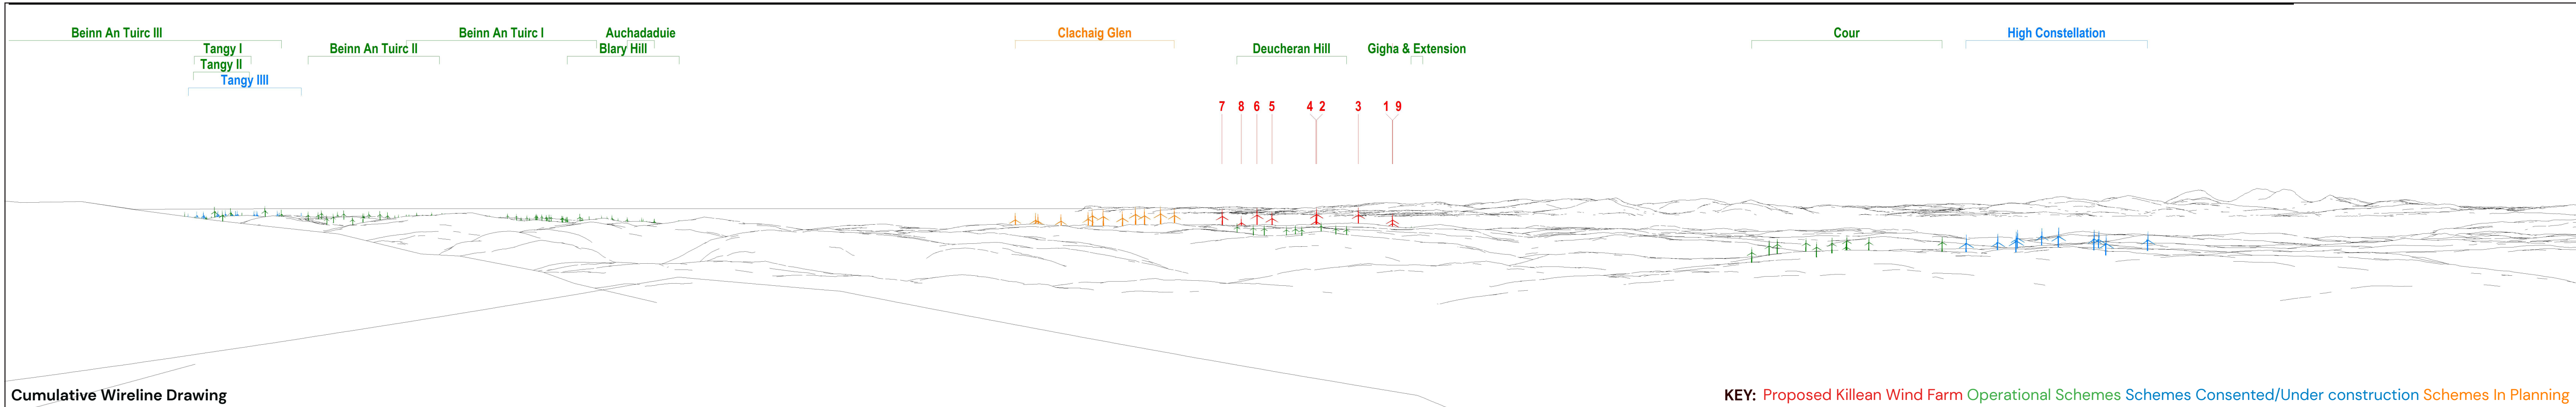 Beinn An Tuirc III
Beinn An Tuirc I
Auchadaduie
Clachaig Glen
Cour
High Constellation
Tangy I
Beinn An Tuirc II
Blary Hill
Deucheran Hill
Gigha & Extension
Tangy II
Tangy IIII
7 8 6 5 4 2 3 1 9
Cumulative Wireline Drawing
KEY: Proposed Killean Wind Farm Operational Schemes Schemes Consented/Under construction Schemes In Planning